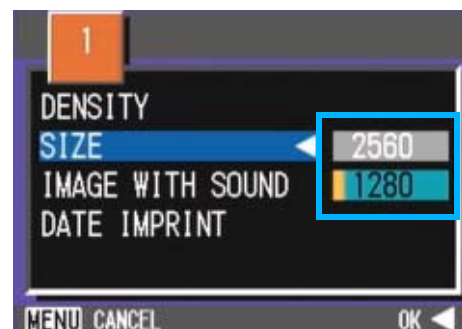 1
DENSITY
SIZE ◀ 2560
IMAGE WITH SOUND 1280
DATE IMPRINT
MENU CANCEL OK ◀